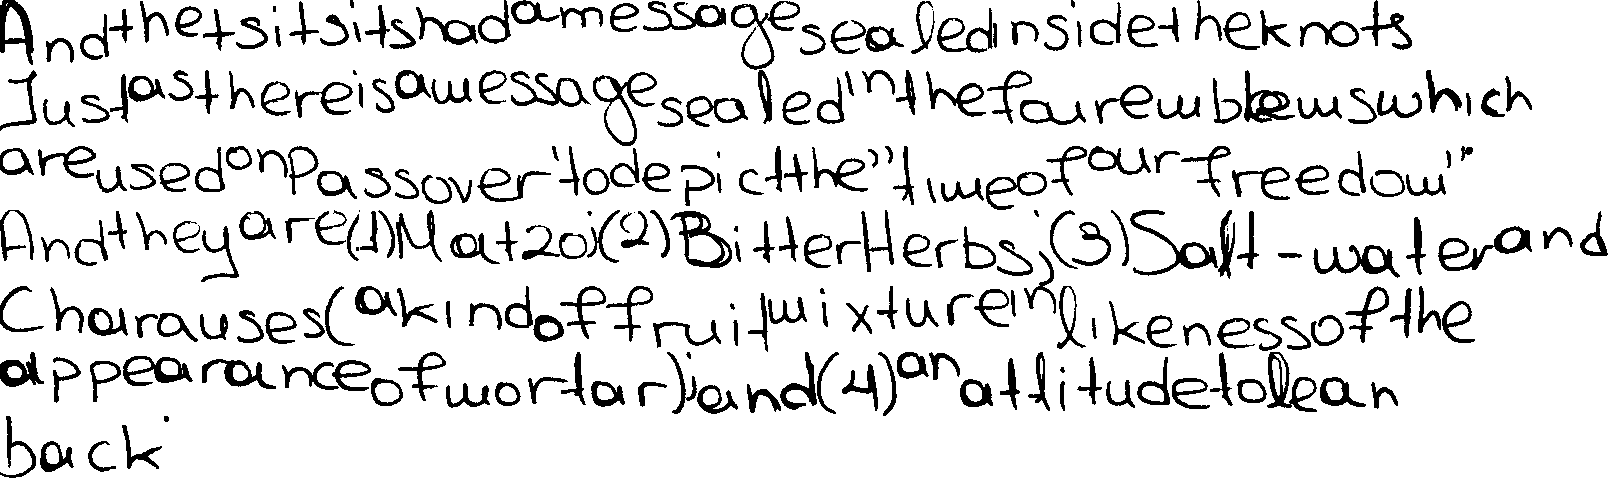 And the tsitsits had a message sealed inside the knots
Just as there is a message sealed in the four emblems which
are used on Passover "to depict the "time of our freedom"
And they are (1) Matzo; (2) Bitter Herbs; (3) Salt-water and
Charauses (a kind of fruit mixture in likeness of the
appearance of mortar); and (4) an attitude to lean
back.